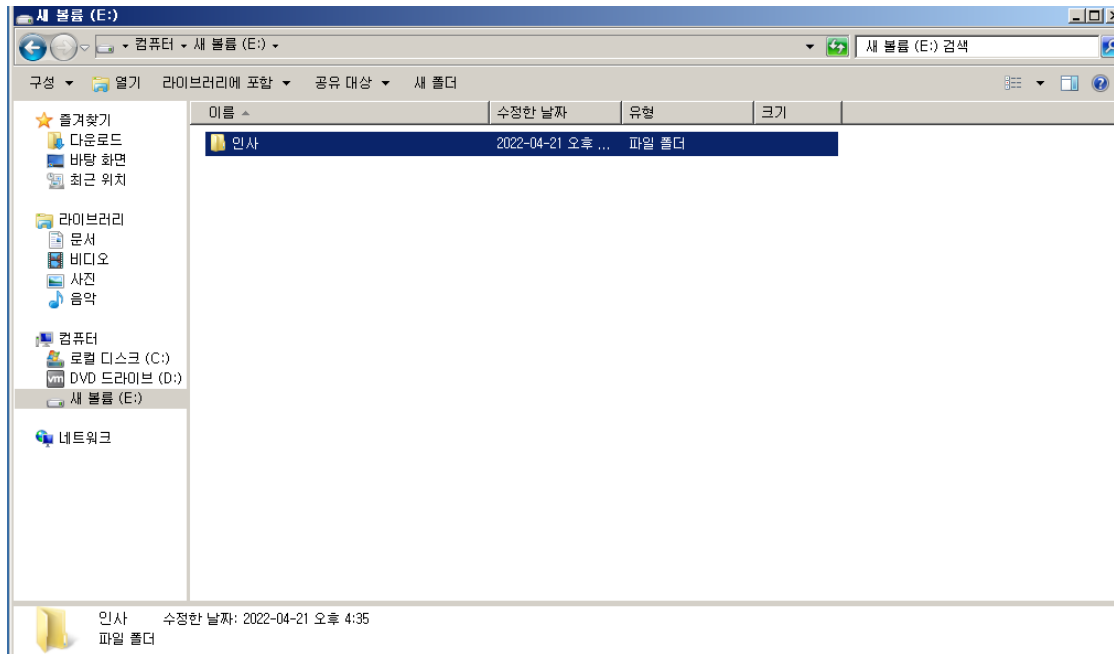 새 볼륨 (E:)
컴퓨터 새 볼륨 (E:) 새 볼륨 (E:) 검색
구성 열기 라이브러리에 포함 공유 대상 새 폴더
이름 수정한 날짜 유형 크기
인사 2022-04-21 오후 ... 파일 폴더
즐겨찾기
다운로드
바탕 화면
최근 위치
라이브러리
문서
비디오
사진
음악
컴퓨터
로컬 디스크 (C:)
vm DVD 드라이브 (D:)
새 볼륨 (E:)
네트워크
인사 수정한 날짜: 2022-04-21 오후 4:35
파일 폴더